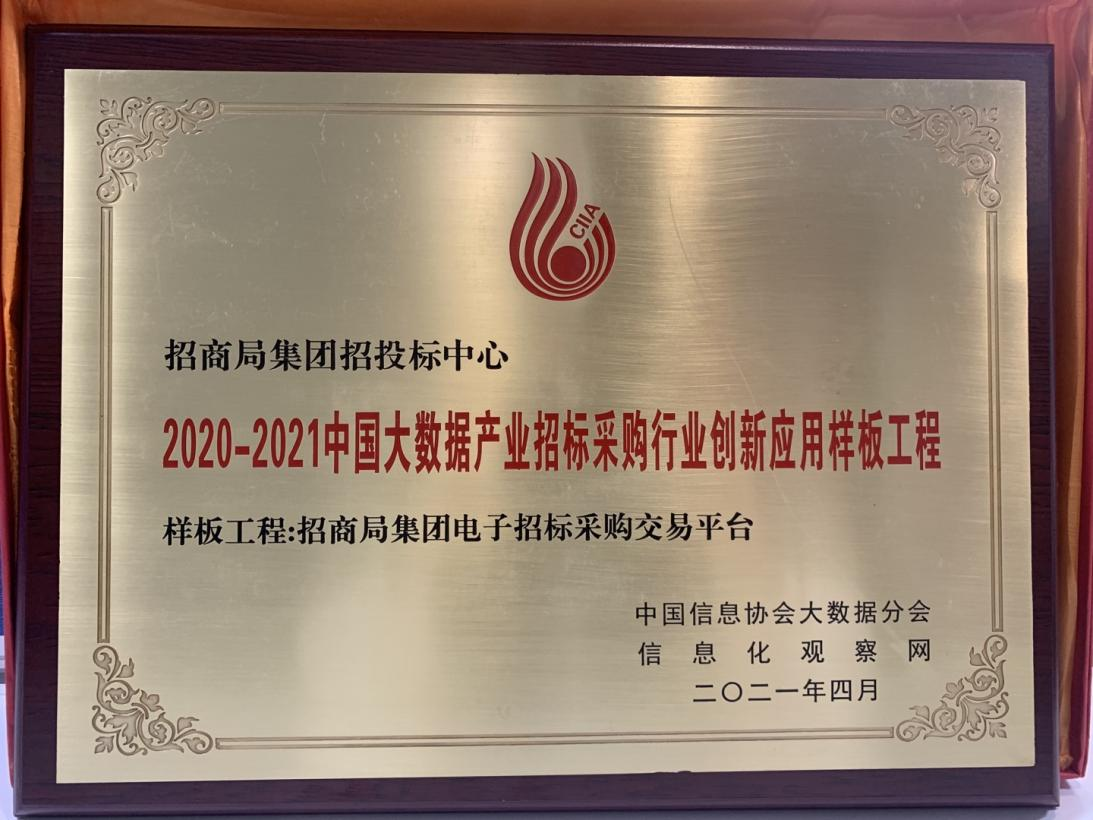 CIIA
招商局集团招投标中心
2020-2021中国大数据产业招标采购行业创新应用样板工程
样板工程:招商局集团电子招标采购交易平台
中国信息协会大数据分会
信息化观察网
二〇二一年四月